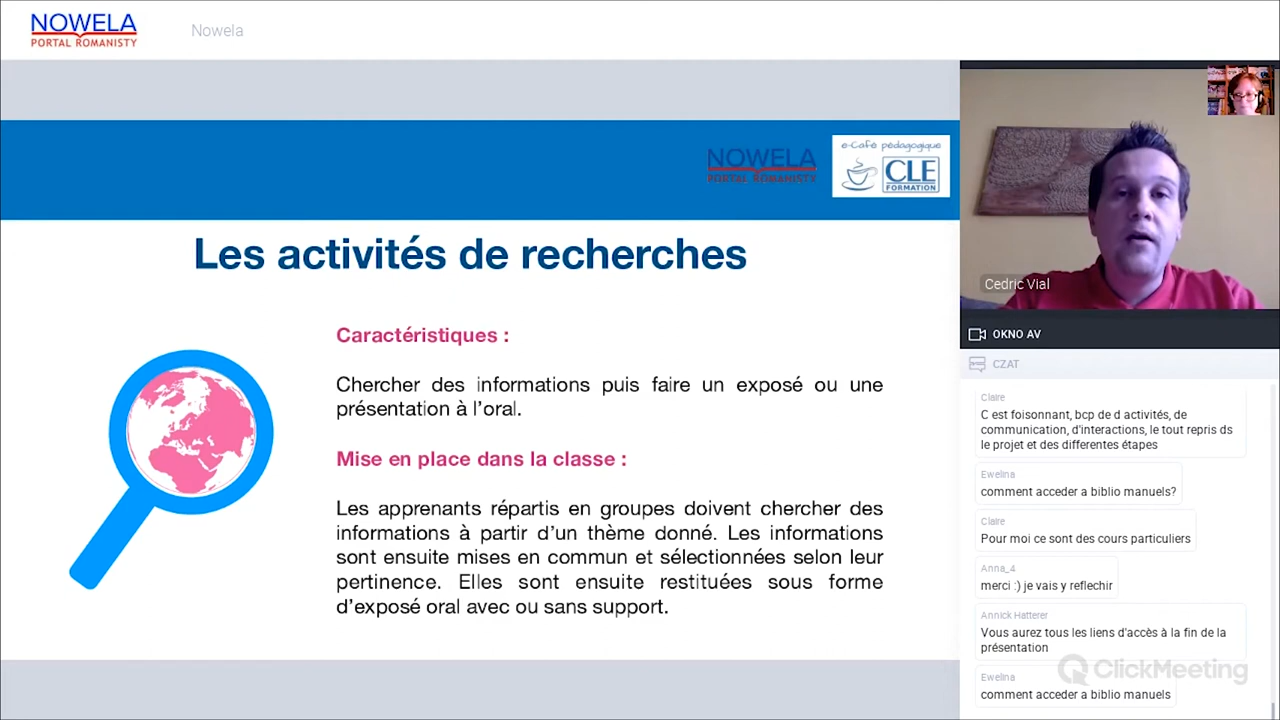 NOWELA
PORTAL ROMANISTY
Nowela
NOWELA
PORTAL ROMANISTY
e-Café pédagogique
CLE
FORMATION
Les activités de recherches
Caractéristiques :
Chercher des informations puis faire un exposé ou une
présentation à l'oral.
Mise en place dans la classe :
Les apprenants répartis en groupes doivent chercher des
informations à partir d'un thème donné. Les informations
sont ensuite mises en commun et sélectionnées selon leur
pertinence. Elles sont ensuite restituées sous forme
d'exposé oral avec ou sans support.
Cedric Vial
OKNO AV
CZAT
Claire
C est foisonnant, bcp de d activités, de
communication, d'interactions, le tout repris ds
le projet et des differentes étapes
Ewelina
comment acceder a biblio manuels?
Claire
Pour moi ce sont des cours particuliers
Anna_4
merci :) je vais y reflechir
Annick Hatterer
Vous aurez tous les liens d'accès à la fin de la
présentation
ClickMeeting
Ewelina
comment acceder a biblio manuels